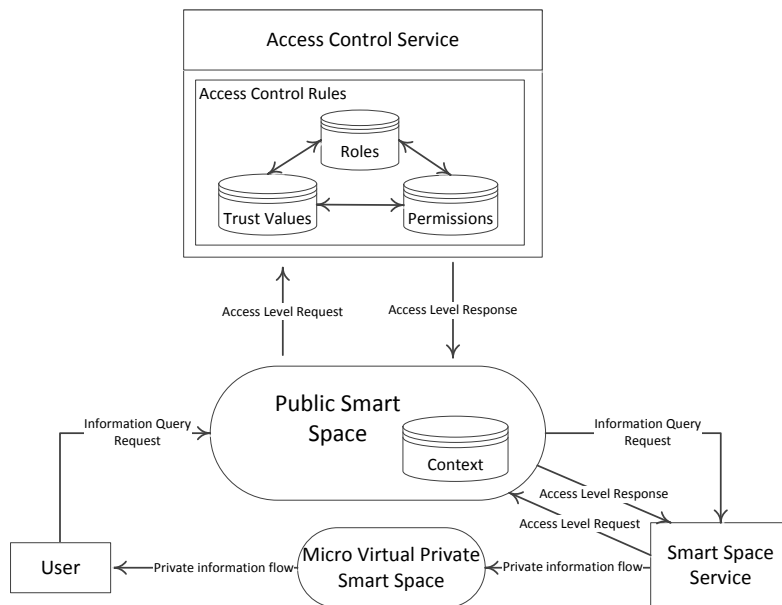 Access Control Service
Access Control Rules
Roles
Trust Values
Permissions
Access Level Request
Access Level Response
Public Smart
Space
Context
Information Query
Request
Information Query
Request
Access Level Response
Access Level Request
User
Private information flow
Micro Virtual Private
Smart Space
Private information flow
Smart Space
Service